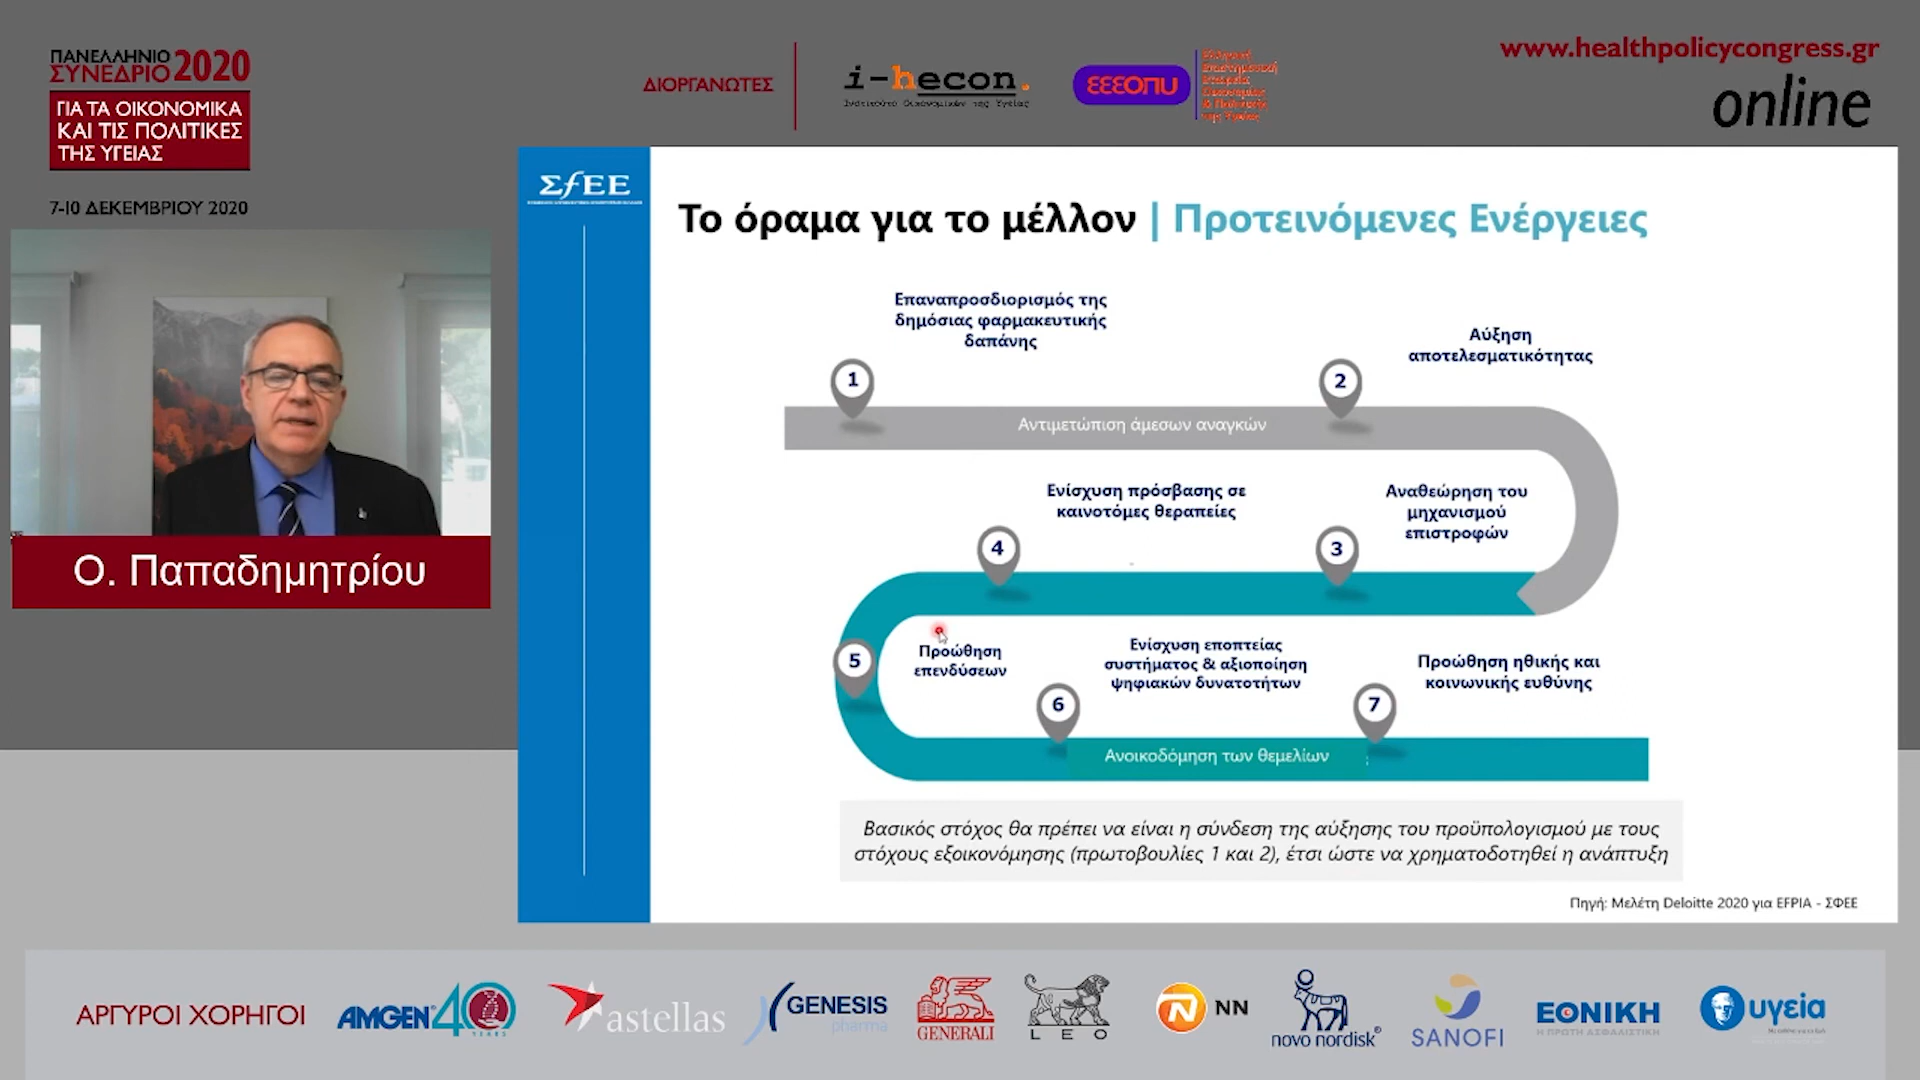 ΠΑΝΕΛΛΗΝΙΟ
ΣΥΝΕΔΡΙΟ 2020
ΓΙΑ ΤΑ ΟΙΚΟΝΟΜΙΚΑ
ΚΑΙ ΤΙΣ ΠΟΛΙΤΙΚΕΣ
ΤΗΣ ΥΓΕΙΑΣ
7-10 ΔΕΚΕΜΒΡΙΟΥ 2020
ΔΙΟΡΓΑΝΩΤΕΣ
i-hecon.
Ινστιτούτο Οικονομικών της Υγείας
εεεοπυ
www.healthpolicycongress.gr
online
Ο. Παπαδημητρίου
ΣfΕΕ
Το όραμα για το μέλλον | Προτεινόμενες Ενέργειες
Επαναπροσδιορισμός της
δημόσιας φαρμακευτικής
δαπάνης
Αύξηση
αποτελεσματικότητας
1
2
Αντιμετώπιση άμεσων αναγκών
Ενίσχυση πρόσβασης σε
καινοτόμες θεραπείες
Αναθεώρηση του
μηχανισμού
επιστροφών
4
3
5
Προώθηση
επενδύσεων
Ενίσχυση εποπτείας
συστήματος & αξιοποίηση
ψηφιακών δυνατοτήτων
Προώθηση ηθικής και
κοινωνικής ευθύνης
6
7
Ανοικοδόμηση των θεμελίων
Βασικός στόχος θα πρέπει να είναι η σύνδεση της αύξησης του προϋπολογισμού με τους
στόχους εξοικονόμησης (πρωτοβουλίες 1 και 2), έτσι ώστε να χρηματοδοτηθεί η ανάπτυξη
Πηγή: Μελέτη Deloitte 2020 για EFPIA - ΣΦΕΕ
ΑΡΓΥΡΟΙ ΧΟΡΗΓΟΙ
AMGEN 40
YEARS
astellas
GENESIS
pharma
GENERALI
LEO
NN
novo nordisk®
SANOFI
ΕΘΝΙΚΗ
Η ΠΡΩΤΗ ΑΣΦΑΛΙΣΤΙΚΗ
υγεία